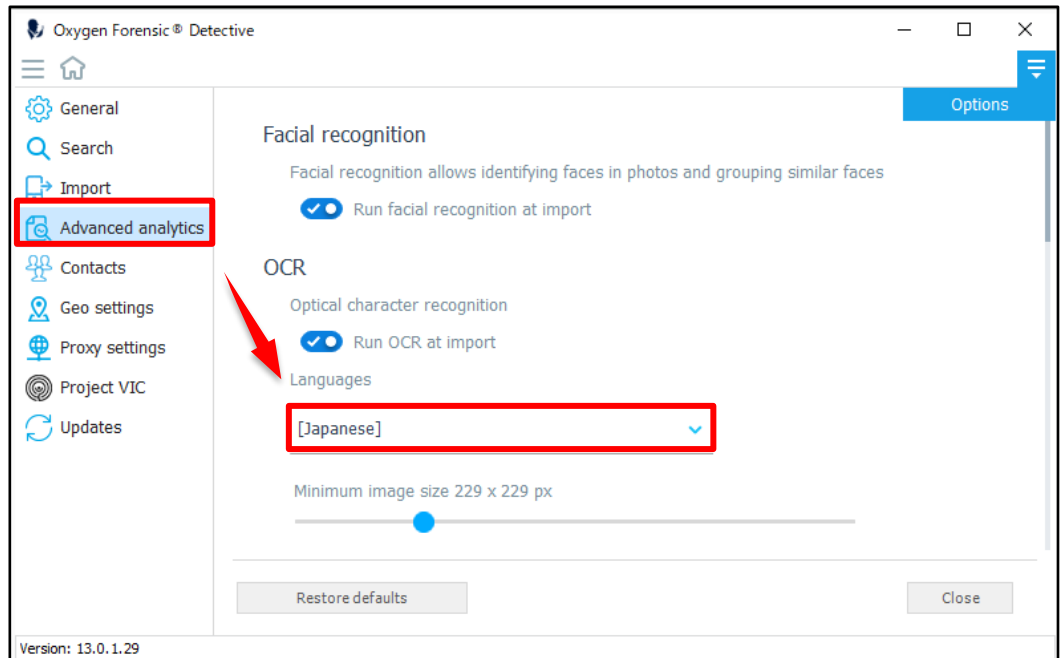 Oxygen Forensic® Detective
Options
General
Search
Import
Advanced analytics
Contacts
Geo settings
Proxy settings
Project VIC
Updates
Facial recognition
Facial recognition allows identifying faces in photos and grouping similar faces
Run facial recognition at import
OCR
Optical character recognition
Run OCR at import
Languages
[Japanese]
Minimum image size 229 x 229 px
Restore defaults
Close
Version: 13.0.1.29